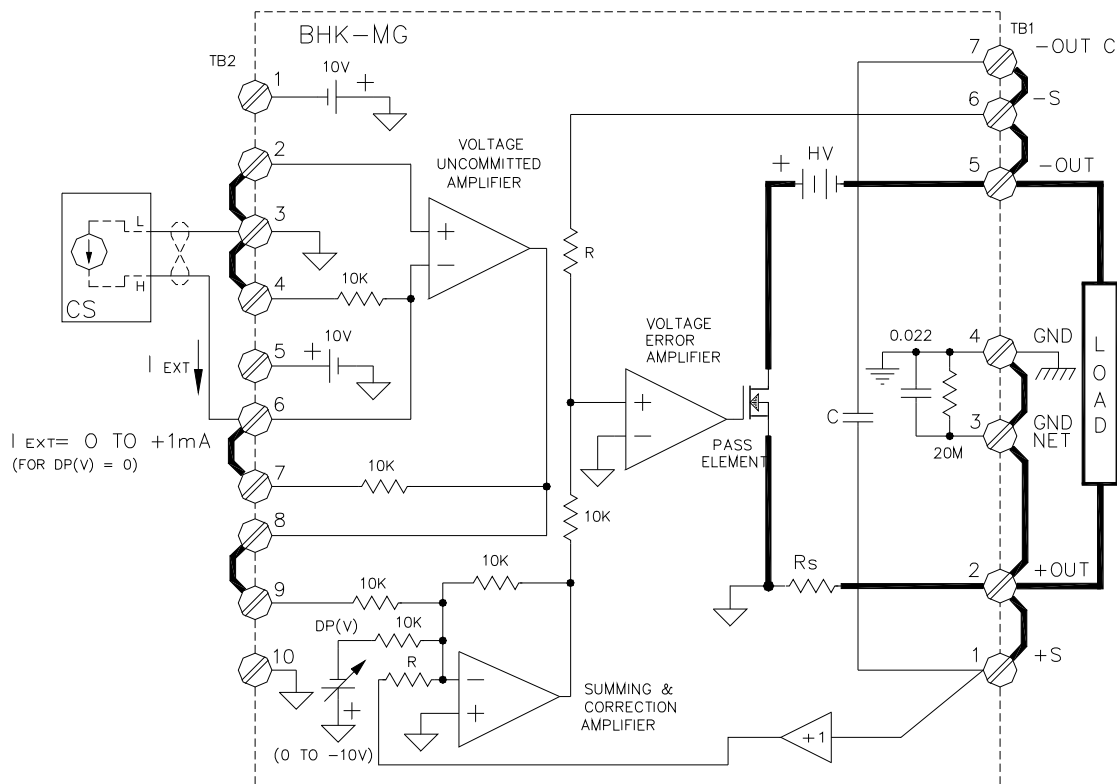 BHK-MG
TB2
TB1
1
10V
+
7
-OUT C
6
-S
2
VOLTAGE
UNCOMMITTED
AMPLIFIER
+
HV
5
-OUT
3
+
−
L
H
CS
4
10K
R
VOLTAGE
ERROR
AMPLIFIER
5
+
10V
0.022
4
GND
LOAD
I EXT
6
+
−
PASS
ELEMENT
C
3
GND
NET
20M
I EXT= 0 TO +1mA
(FOR DP(V) = 0)
7
10K
8
10K
10K
Rs
2
+OUT
9
10K
DP(V)
10K
10
R
−
+
SUMMING &
CORRECTION
AMPLIFIER
1
+S
+
(0 TO -10V)
+1